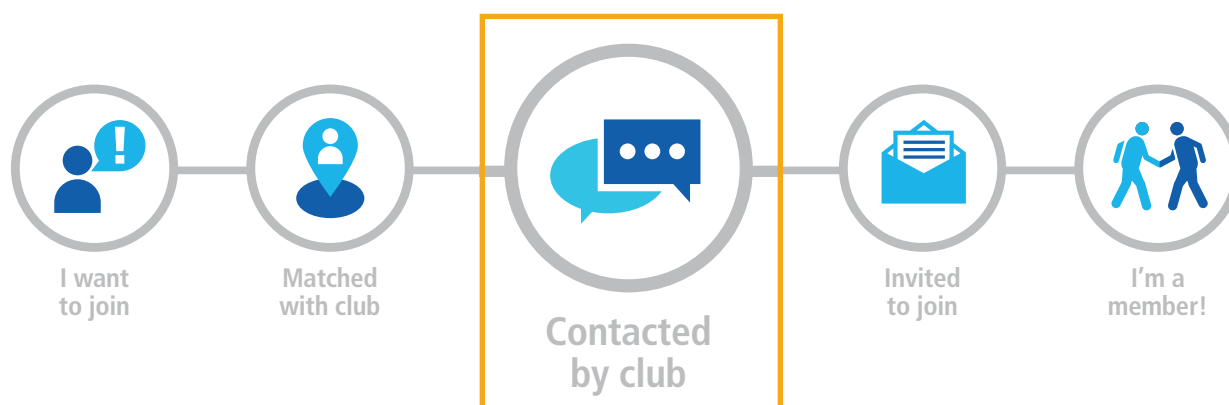 I want
to join
Matched
with club
Contacted
by club
Invited
to join
I'm a
member!